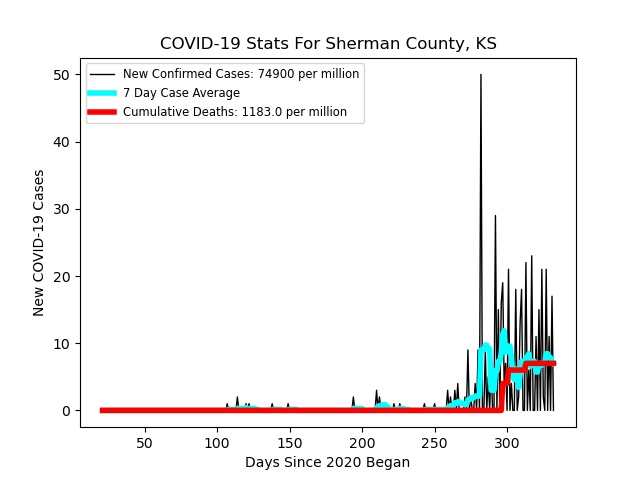 COVID-19 Stats For Sherman County, KS
New Confirmed Cases: 74900 per million
7 Day Case Average
Cumulative Deaths: 1183.0 per million
New COVID-19 Cases
50
40
30
20
10
0
50 100 150 200 250 300
Days Since 2020 Began